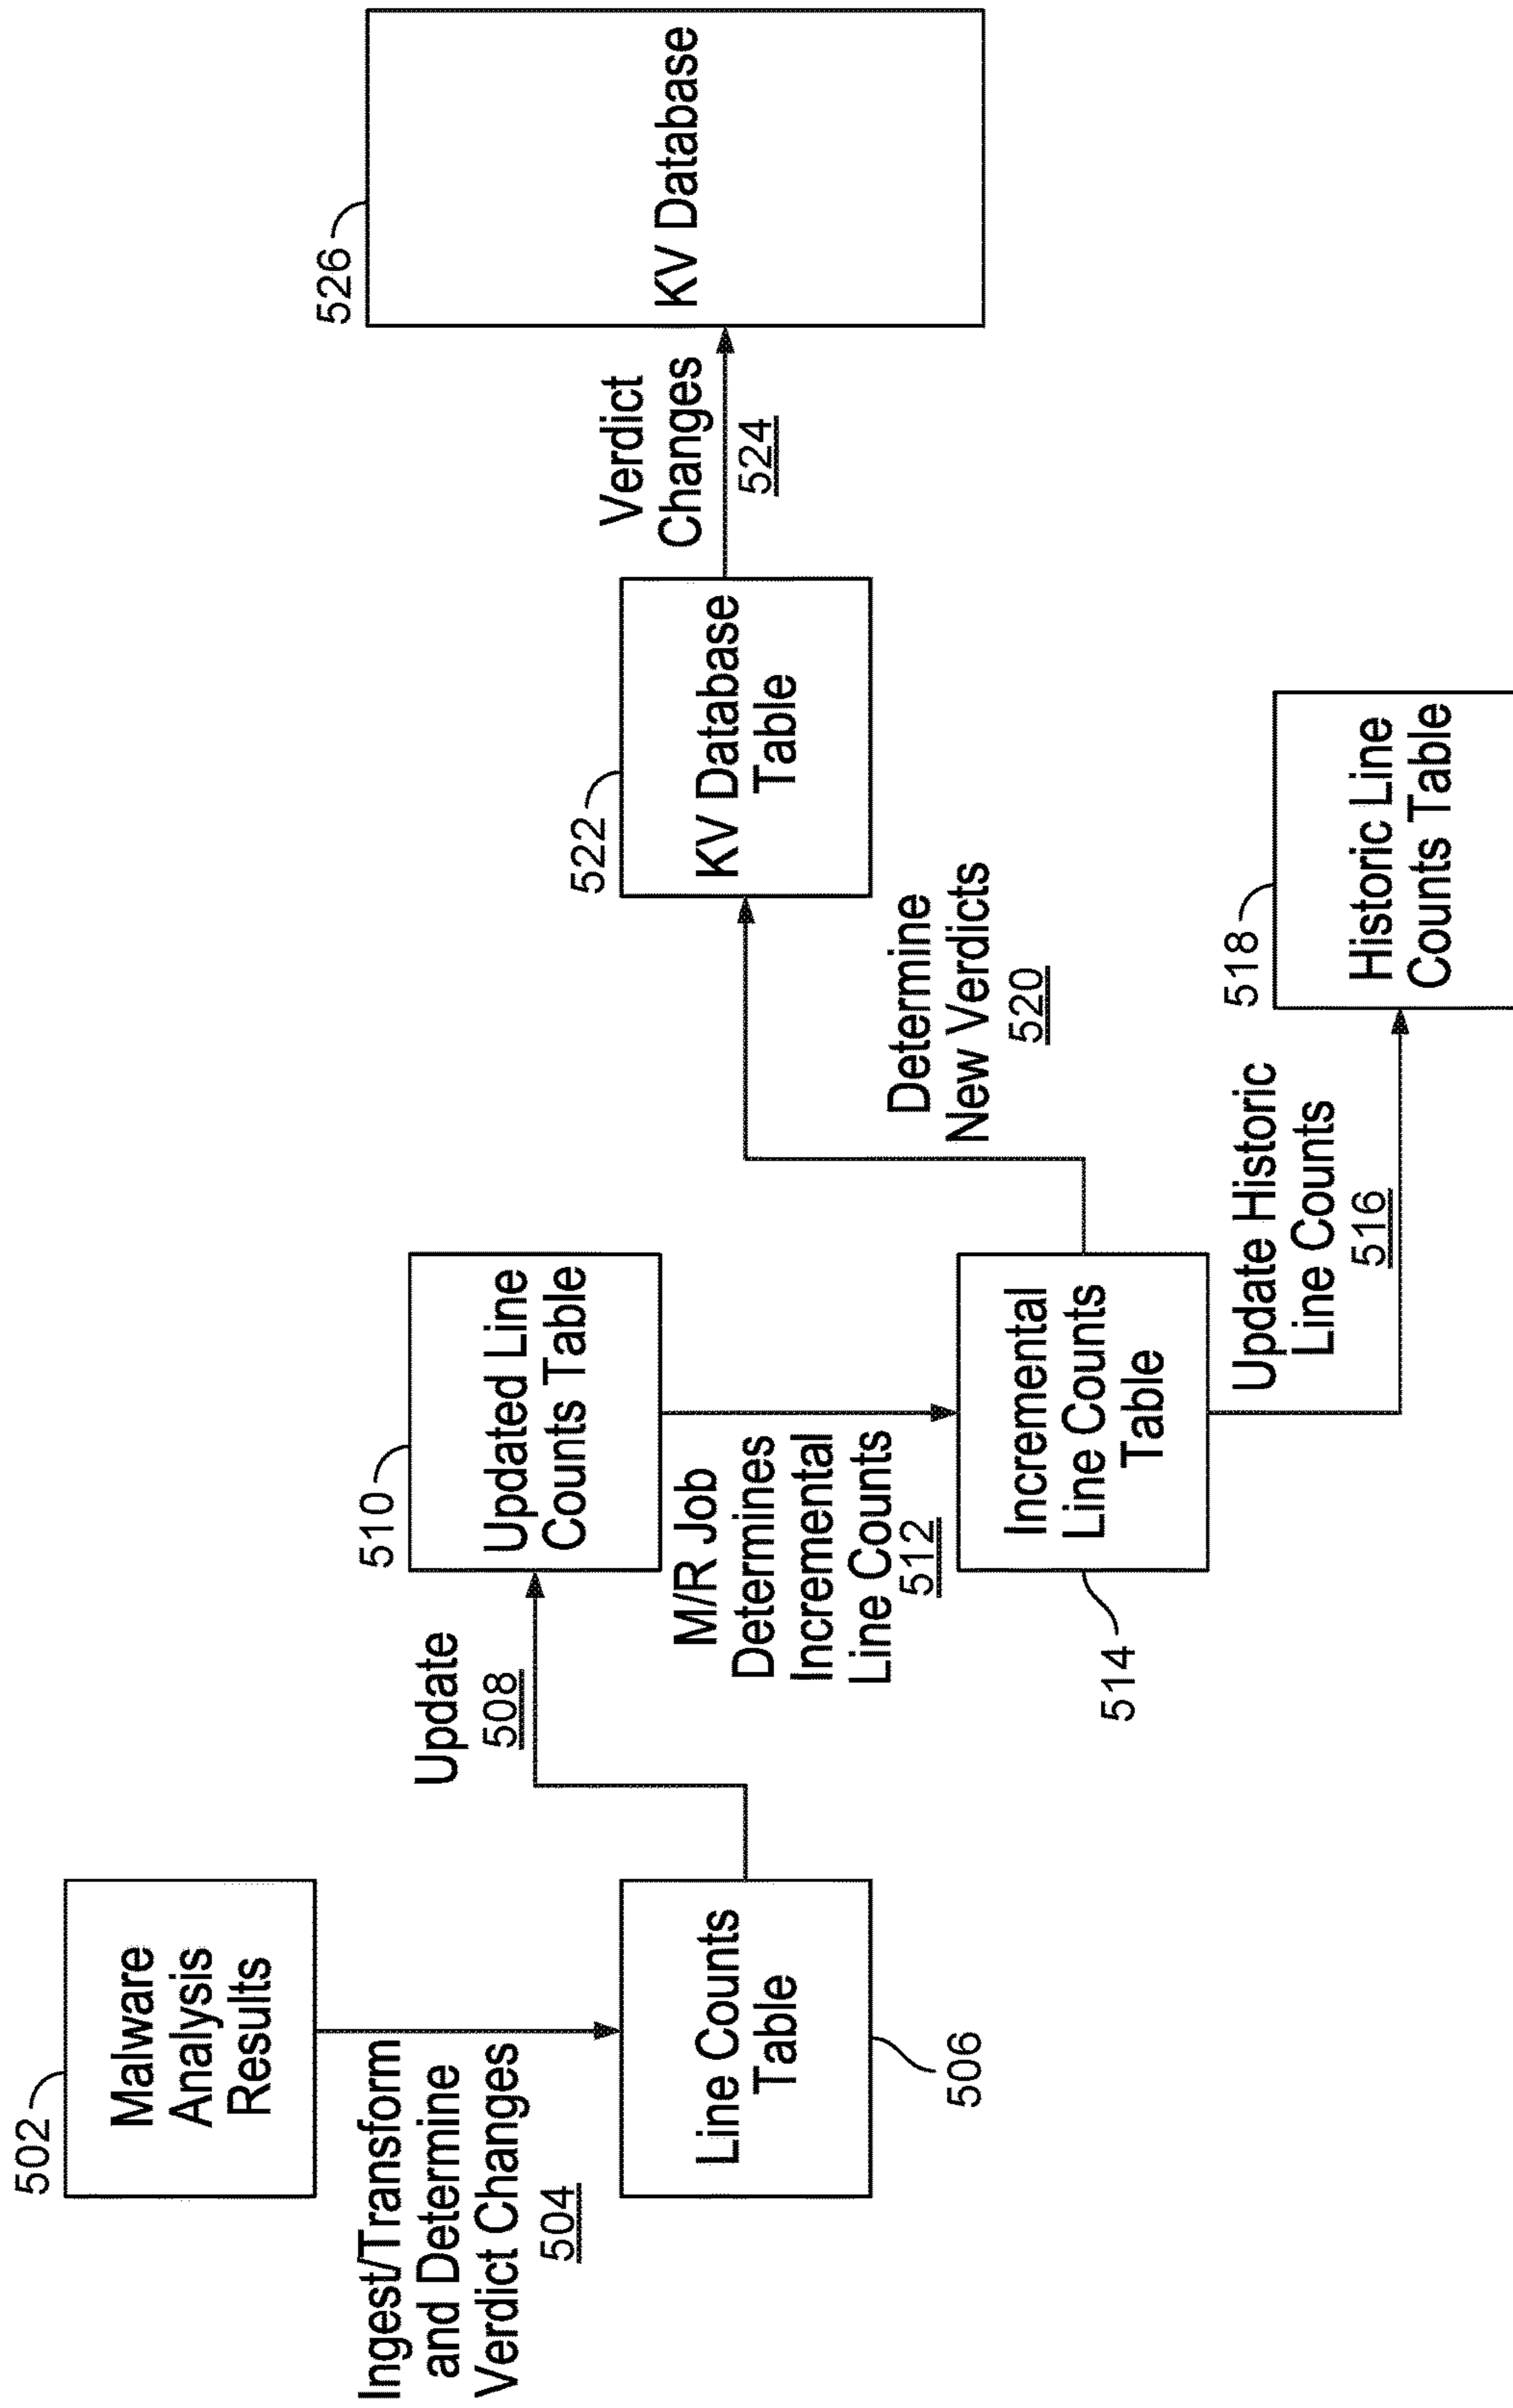 502
Malware
Analysis
Results
Ingest/Transform
and Determine
Verdict Changes
504
Line Counts
Table
506
Update
508
510
Updated Line
Counts Table
M/R Job
Determines
Incremental
Line Counts
512
Incremental
Line Counts
Table
514
Update Historic
Line Counts
516
518
Historic Line
Counts Table
Determine
New Verdicts
520
522
KV Database
Table
Verdict
Changes
524
526
KV Database